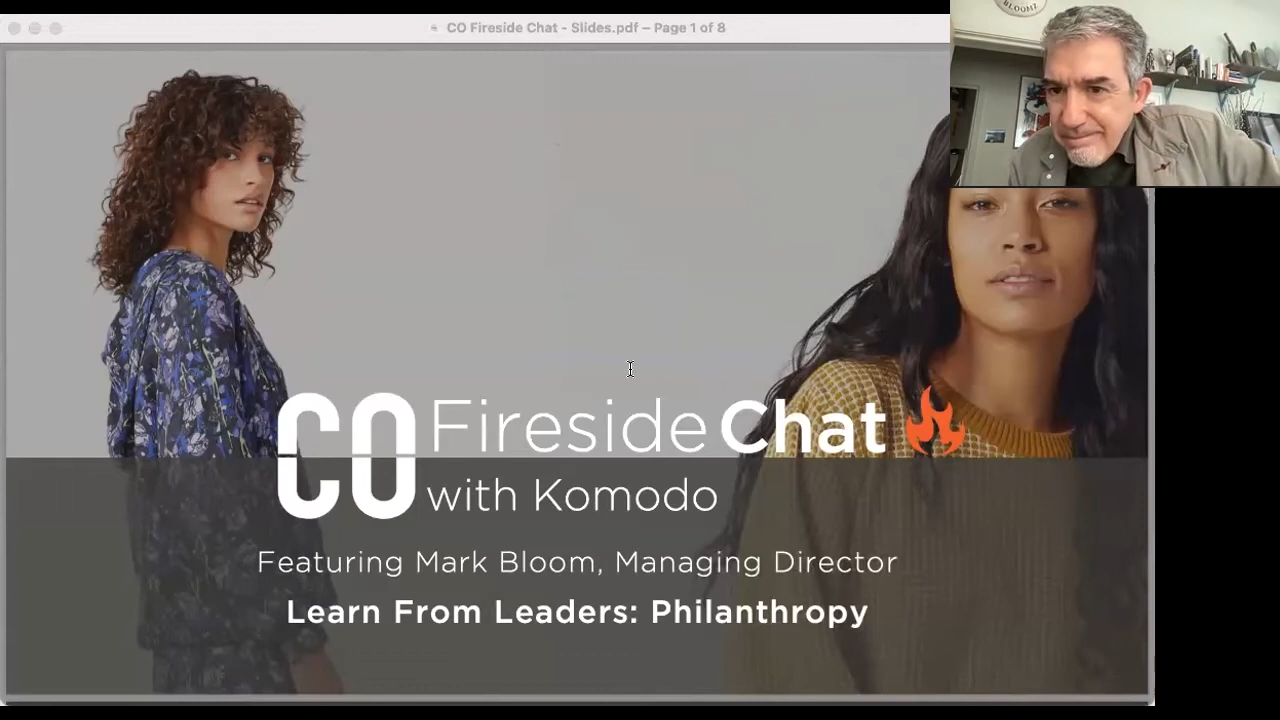 CO Fireside Chat - Slides.pdf – Page 1 of 8
BLOOMZ
CO Fireside Chat
with Komodo
Featuring Mark Bloom, Managing Director
Learn From Leaders: Philanthropy